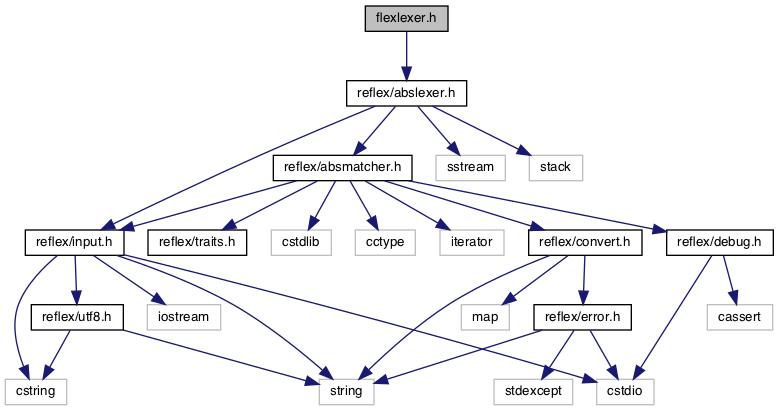 flexlexer.h
reflex/abslexer.h
reflex/absmatcher.h
sstream
stack
reflex/input.h
reflex/traits.h
cstdlib
cctype
iterator
reflex/convert.h
reflex/debug.h
reflex/utf8.h
iostream
map
reflex/error.h
cassert
cstring
string
stdexcept
cstdio